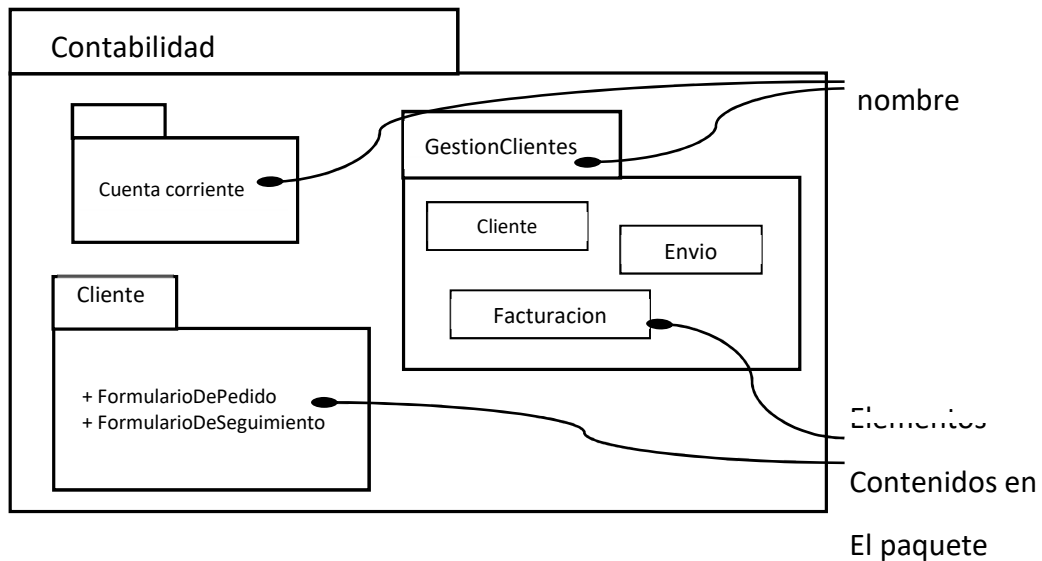 Contabilidad
nombre
GestionClientes
Cuenta corriente
Cliente
Envio
Cliente
Facturacion
+ FormularioDePedido
+ FormularioDeSeguimiento
Elementos
Contenidos en
El paquete